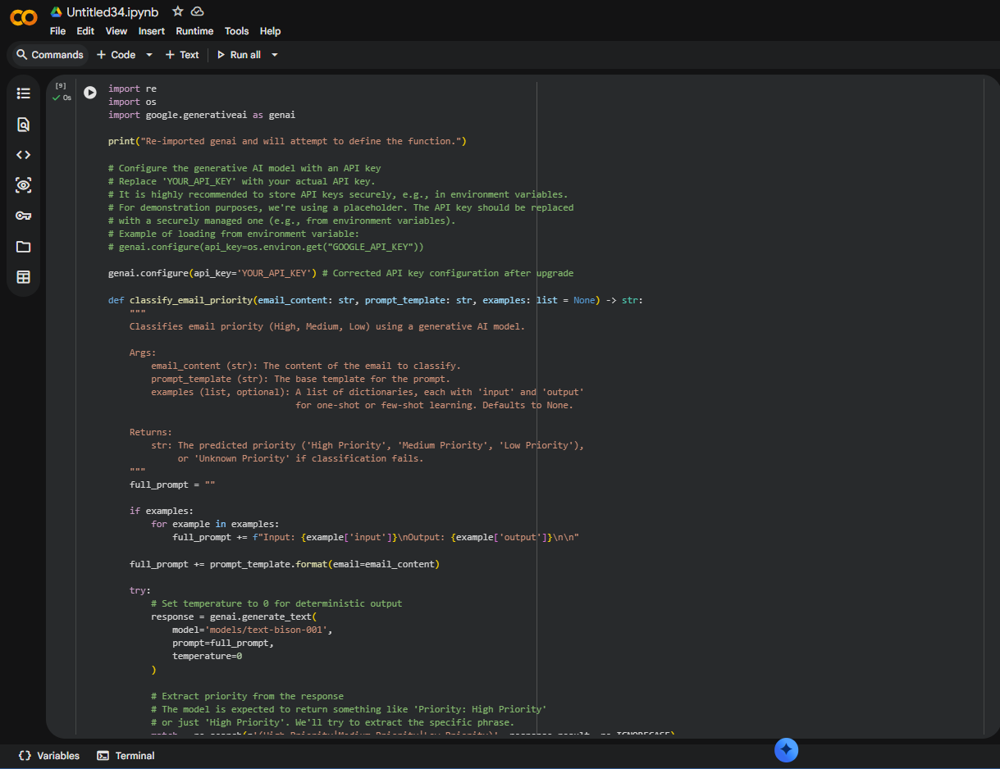 Untitled34.ipynb
File Edit View Insert Runtime Tools Help
Commands + Code + Text Run all
[9]
0s
import re
import os
import google.generativeai as genai
print("Re-imported genai and will attempt to define the function.")
# Configure the generative AI model with an API key
# Replace 'YOUR_API_KEY' with your actual API key.
# It is highly recommended to store API keys securely, e.g., in environment variables.
# For demonstration purposes, we're using a placeholder. The API key should be replaced
# with a securely managed one (e.g., from environment variables).
# Example of loading from environment variable:
# genai.configure(api_key=os.environ.get("GOOGLE_API_KEY"))
genai.configure(api_key='YOUR_API_KEY') # Corrected API key configuration after upgrade
def classify_email_priority(email_content: str, prompt_template: str, examples: list = None) -> str:
    """
    Classifies email priority (High, Medium, Low) using a generative AI model.
    Args:
        email_content (str): The content of the email to classify.
        prompt_template (str): The base template for the prompt.
        examples (list, optional): A list of dictionaries, each with 'input' and 'output'
                                   for one-shot or few-shot learning. Defaults to None.
    Returns:
        str: The predicted priority ('High Priority', 'Medium Priority', 'Low Priority'),
             or 'Unknown Priority' if classification fails.
    """
    full_prompt = ""
    if examples:
        for example in examples:
            full_prompt += f"Input: {example['input']}\nOutput: {example['output']}\n\n"
    full_prompt += prompt_template.format(email=email_content)
    try:
        # Set temperature to 0 for deterministic output
        response = genai.generate_text(
            model='models/text-bison-001',
            prompt=full_prompt,
            temperature=0
        )
        # Extract priority from the response
        # The model is expected to return something like 'Priority: High Priority'
        # or just 'High Priority'. We'll try to extract the specific phrase.
Variables Terminal